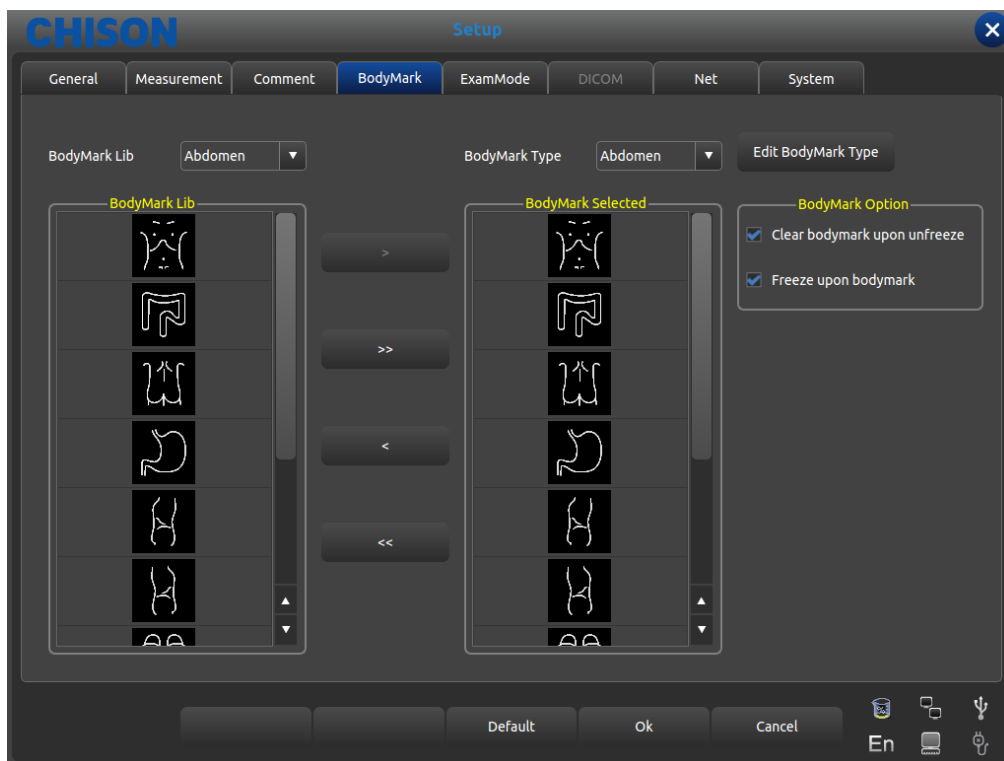 CHISON
Setup
General Measurement Comment BodyMark ExamMode DICOM Net System
BodyMark Lib Abdomen BodyMark Type Abdomen Edit BodyMark Type
BodyMark Lib BodyMark Selected BodyMark Option
Clear bodymark upon unfreeze
>
Freeze upon bodymark
>>
<
<<
Default Ok Cancel
En